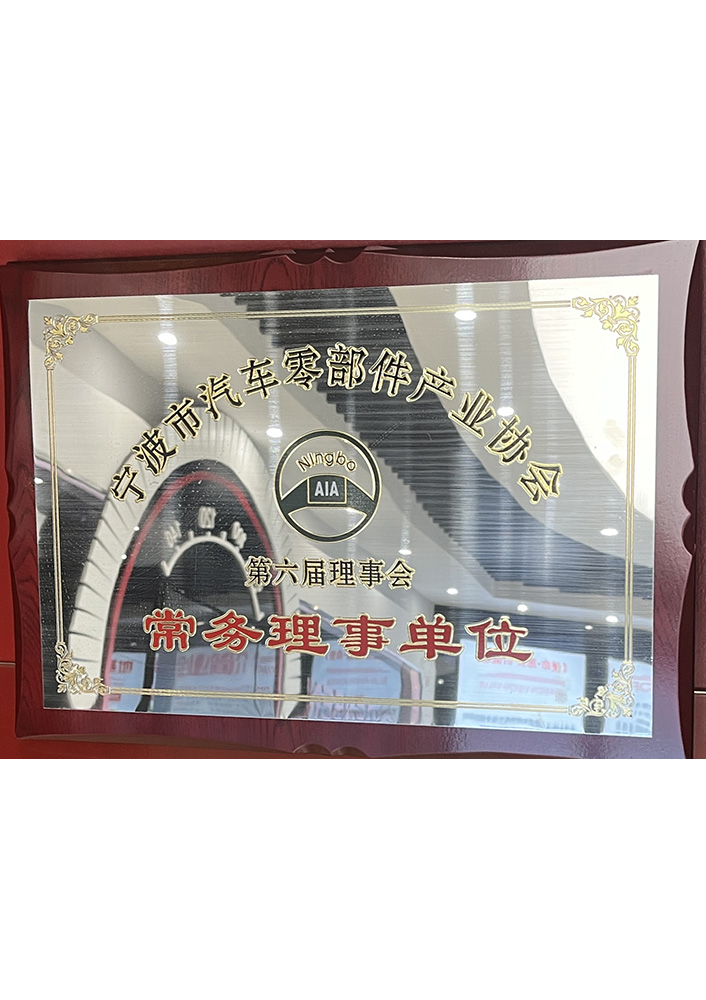 宁波市汽车零部件产业协会
Ningbo
AIA
第六届理事会
常务理事单位